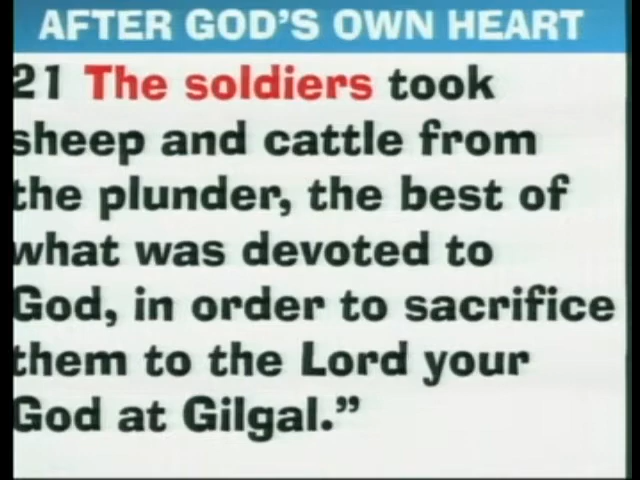 AFTER GOD'S OWN HEART
21 The soldiers took
sheep and cattle from
the plunder, the best of
what was devoted to
God, in order to sacrifice
them to the Lord your
God at Gilgal.”